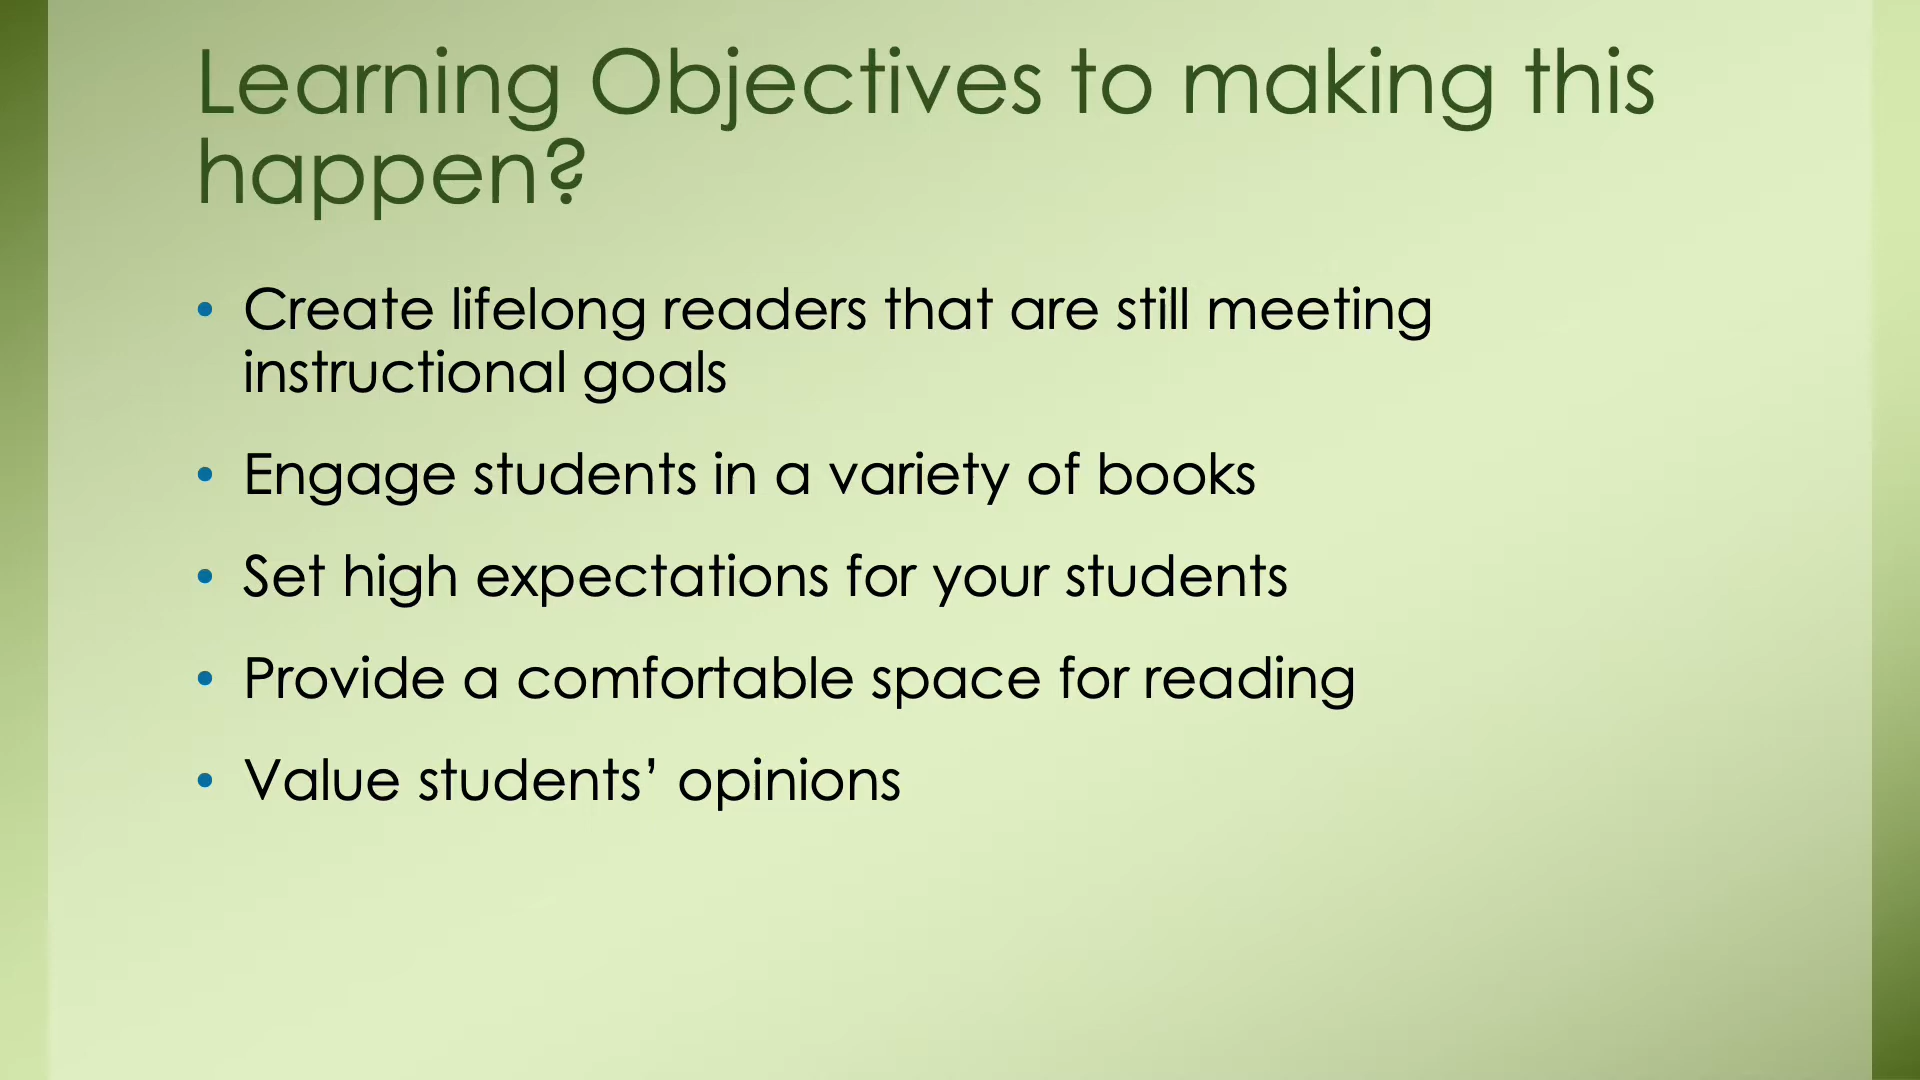 Learning Objectives to making this
happen?
• Create lifelong readers that are still meeting
instructional goals
• Engage students in a variety of books
• Set high expectations for your students
• Provide a comfortable space for reading
• Value students’ opinions